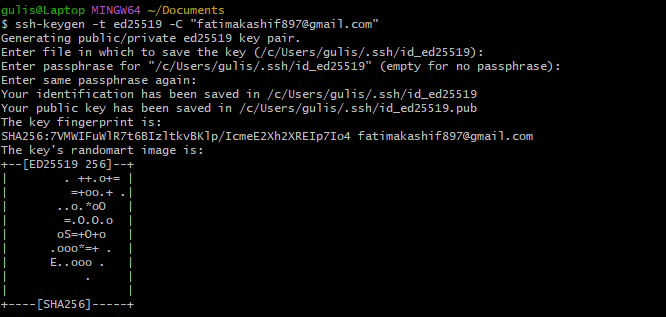 gulis@Laptop MINGW64 ~/Documents
$ ssh-keygen -t ed25519 -C "fatimakashif897@gmail.com"
Generating public/private ed25519 key pair.
Enter file in which to save the key (/c/Users/gulis/.ssh/id_ed25519):
Enter passphrase for "/c/Users/gulis/.ssh/id_ed25519" (empty for no passphrase):
Enter same passphrase again:
Your identification has been saved in /c/Users/gulis/.ssh/id_ed25519
Your public key has been saved in /c/Users/gulis/.ssh/id_ed25519.pub
The key fingerprint is:
SHA256:7VMWIFuWlR7t6BIzltkvBKlp/IcmeE2Xh2XREIp7Io4 fatimakashif897@gmail.com
The key's randomart image is:
+--[ED25519 256]--+
|        . ++.o+= |
|         =+oo.+ .|
|       ..o.*oO   |
|        =.O.O.o  |
|       oS=+O+o   |
|      .ooo*=+ .  |
|      E..ooo .   |
|           .     |
|                 |
+----[SHA256]-----+